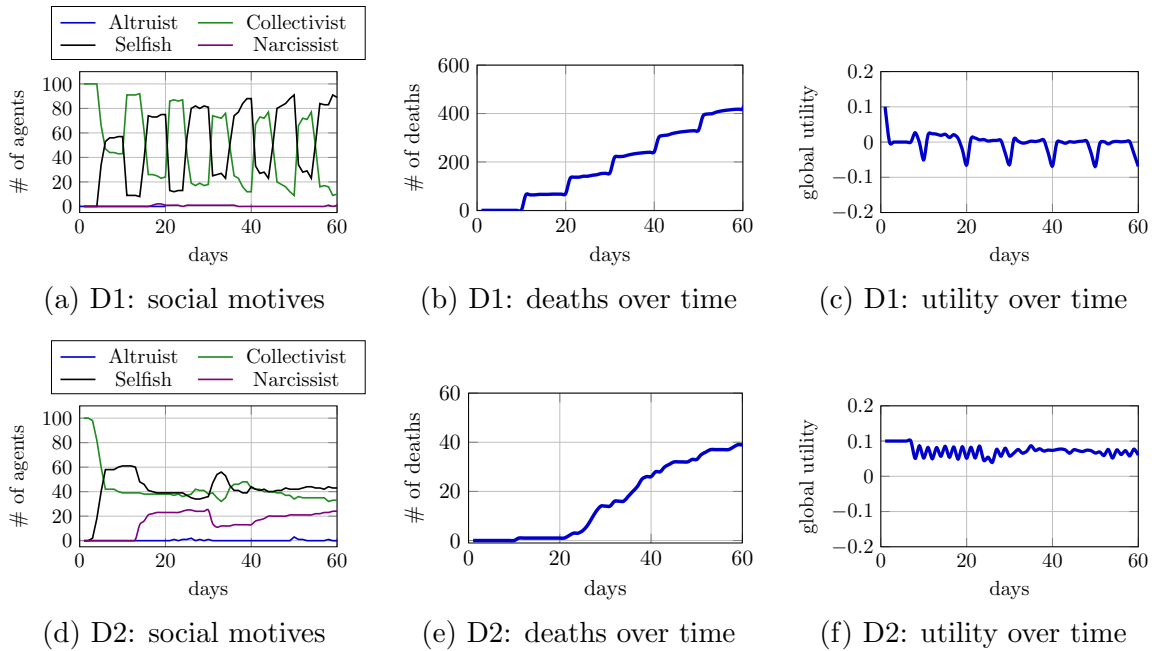 Altruist Collectivist
Selfish Narcissist
# of agents
100
80
60
40
20
0
0 20 40 60
days
(a) D1: social motives
# of deaths
600
400
200
0
0 20 40 60
days
(b) D1: deaths over time
global utility
0.2
0.1
0
−0.1
−0.2
0 20 40 60
days
(c) D1: utility over time
Altruist Collectivist
Selfish Narcissist
# of agents
100
80
60
40
20
0
0 20 40 60
days
(d) D2: social motives
# of deaths
60
40
20
0
0 20 40 60
days
(e) D2: deaths over time
global utility
0.2
0.1
0
−0.1
−0.2
0 20 40 60
days
(f) D2: utility over time